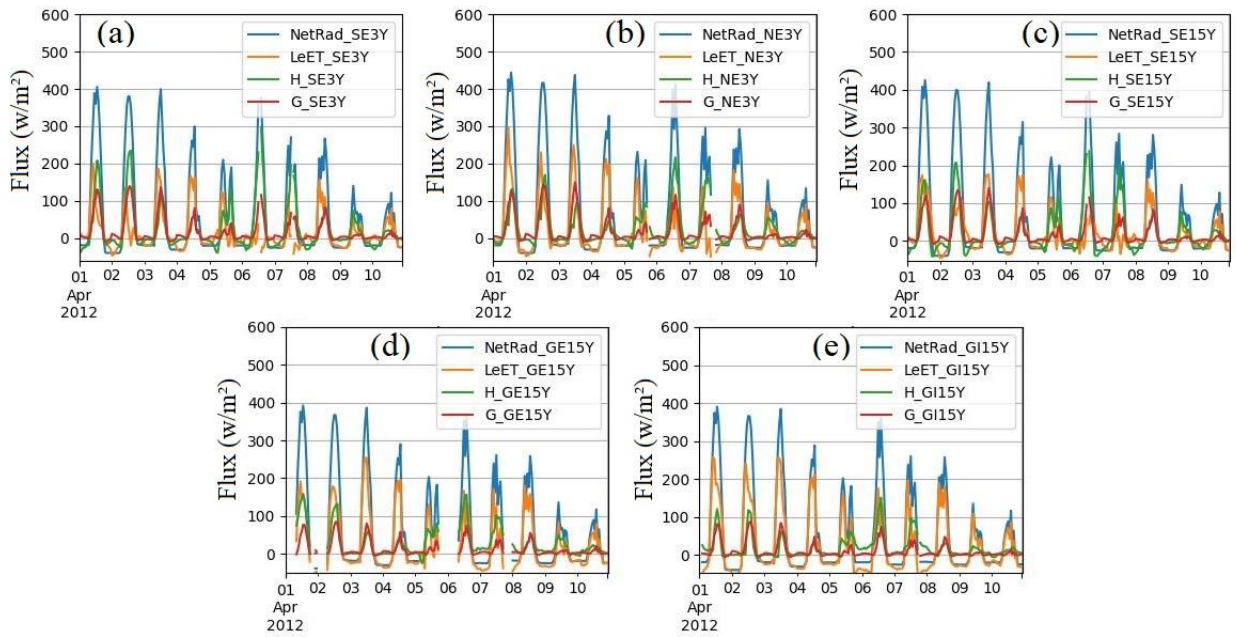 (a)
600
500
400
300
200
100
0
Flux (w/m²)
NetRad_SE3Y
LeET_SE3Y
H_SE3Y
G_SE3Y
01 02 03 04 05 06 07 08 09 10
Apr
2012
(b)
600
500
400
300
200
100
0
Flux (w/m²)
NetRad_NE3Y
LeET_NE3Y
H_NE3Y
G_NE3Y
01 02 03 04 05 06 07 08 09 10
Apr
2012
(c)
600
500
400
300
200
100
0
Flux (w/m²)
NetRad_SE15Y
LeET_SE15Y
H_SE15Y
G_SE15Y
01 02 03 04 05 06 07 08 09 10
Apr
2012
(d)
600
500
400
300
200
100
0
Flux (w/m²)
NetRad_GE15Y
LeET_GE15Y
H_GE15Y
G_GE15Y
01 02 03 04 05 06 07 08 09 10
Apr
2012
(e)
600
500
400
300
200
100
0
Flux (w/m²)
NetRad_GI15Y
LeET_GI15Y
H_GI15Y
G_GI15Y
01 02 03 04 05 06 07 08 09 10
Apr
2012